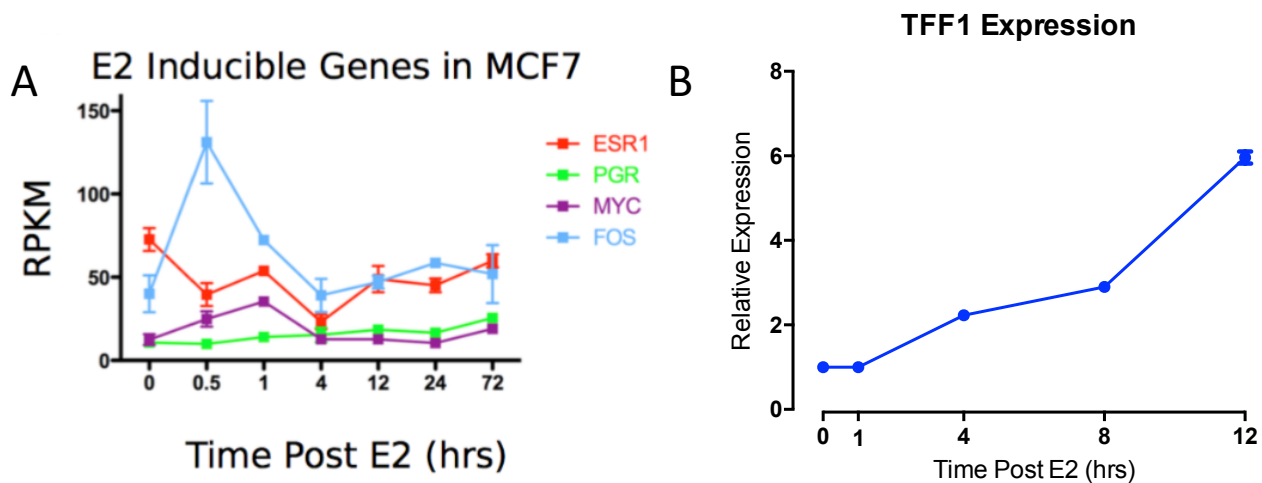 A
E2 Inducible Genes in MCF7
RPKM
150
100
50
0
0 0.5 1 4 12 24 72
Time Post E2 (hrs)
ESR1
PGR
MYC
FOS
B
TFF1 Expression
Relative Expression
8
6
4
2
0
0 1 4 8 12
Time Post E2 (hrs)